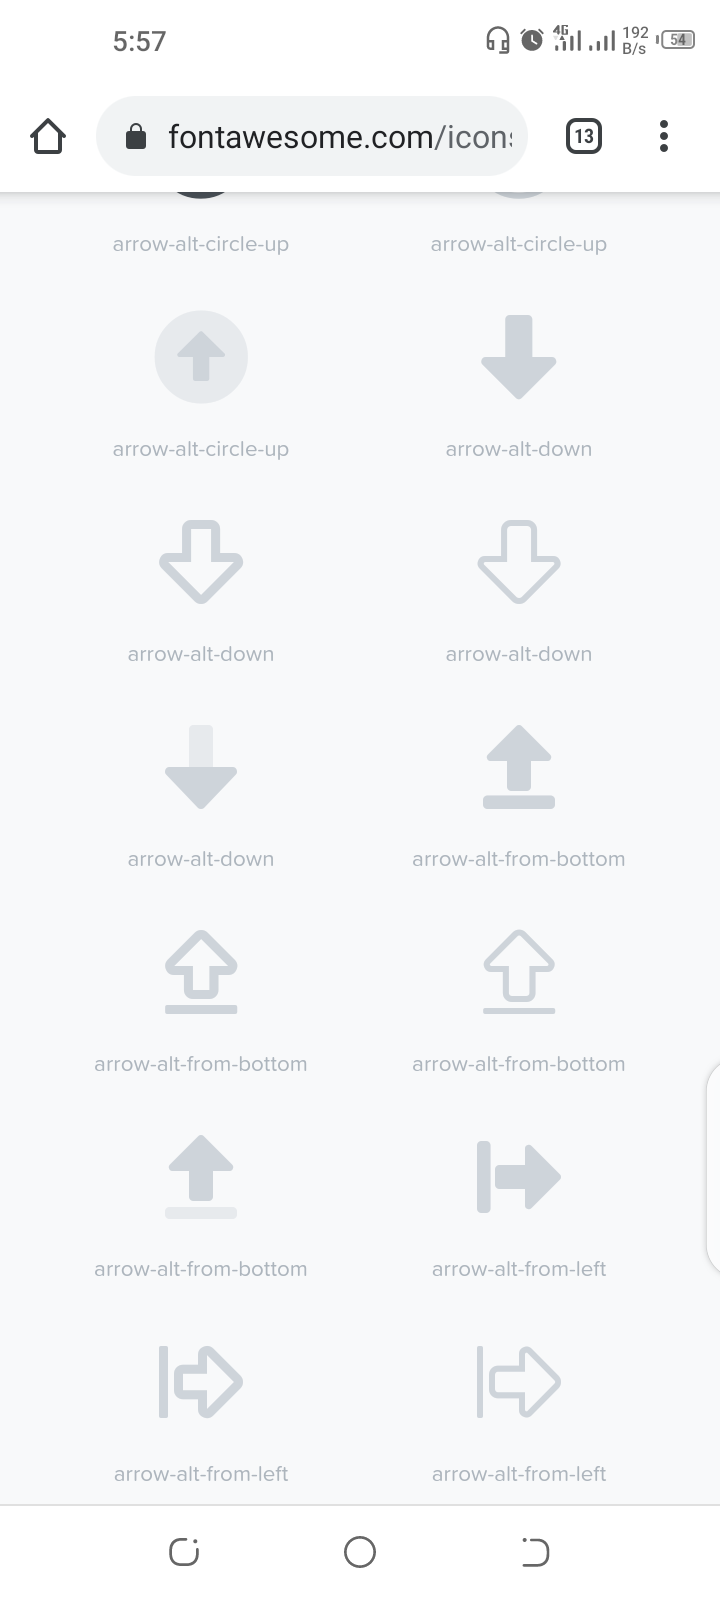 5:57
4G
192
B/s
54
fontawesome.com/icon
13
arrow-alt-circle-up
arrow-alt-circle-up
arrow-alt-circle-up
arrow-alt-down
arrow-alt-down
arrow-alt-down
arrow-alt-down
arrow-alt-from-bottom
arrow-alt-from-bottom
arrow-alt-from-bottom
arrow-alt-from-bottom
arrow-alt-from-left
arrow-alt-from-left
arrow-alt-from-left